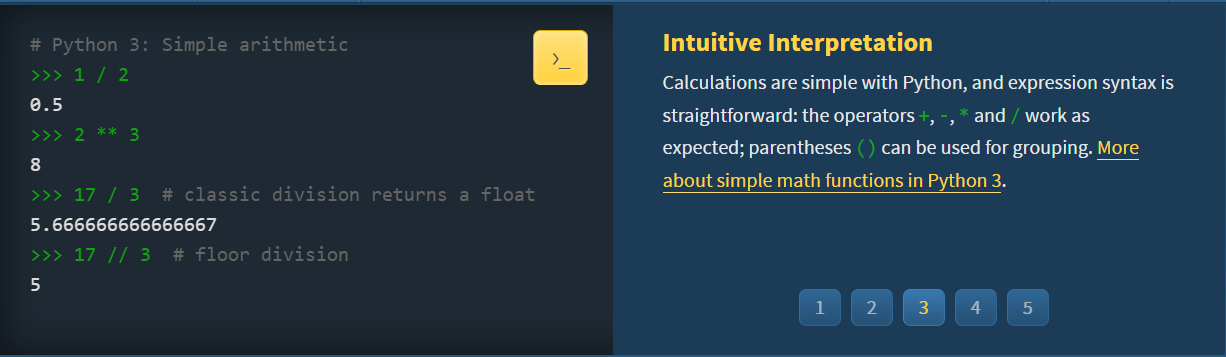 # Python 3: Simple arithmetic
>>> 1 / 2
0.5
>>> 2 ** 3
8
>>> 17 / 3  # classic division returns a float
5.666666666666667
>>> 17 // 3  # floor division
5
>_
Intuitive Interpretation
Calculations are simple with Python, and expression syntax is
straightforward: the operators +, -, * and / work as
expected; parentheses () can be used for grouping. More
about simple math functions in Python 3.
1 2 3 4 5